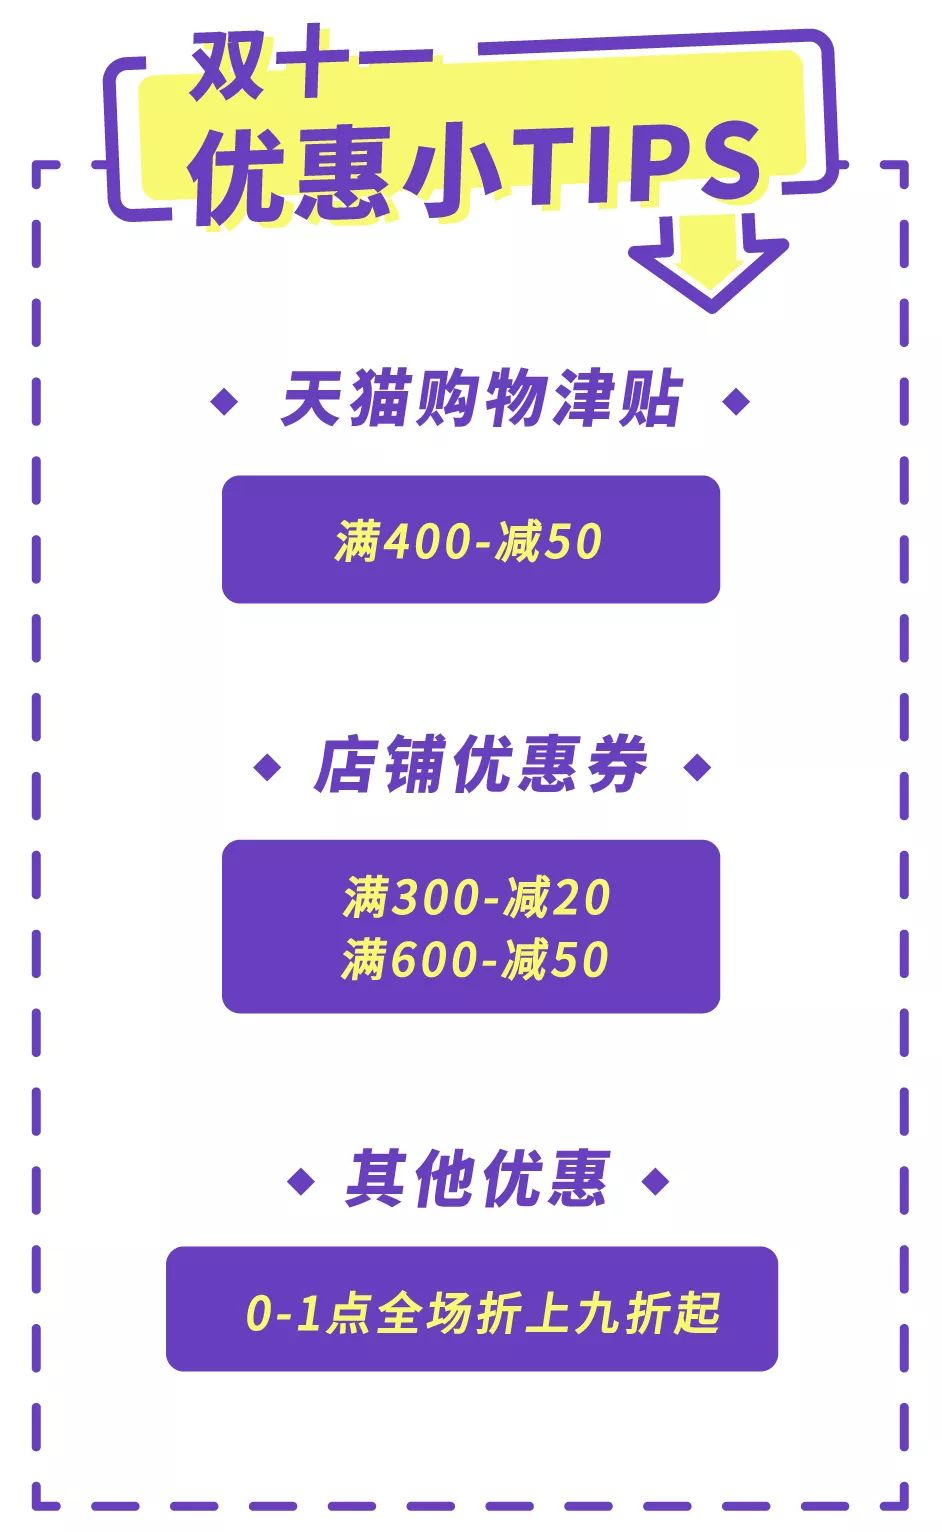 双十一
优惠小TIPS
天猫购物津贴
满400-减50
店铺优惠券
满300-减20
满600-减50
其他优惠
0-1点全场折上九折起